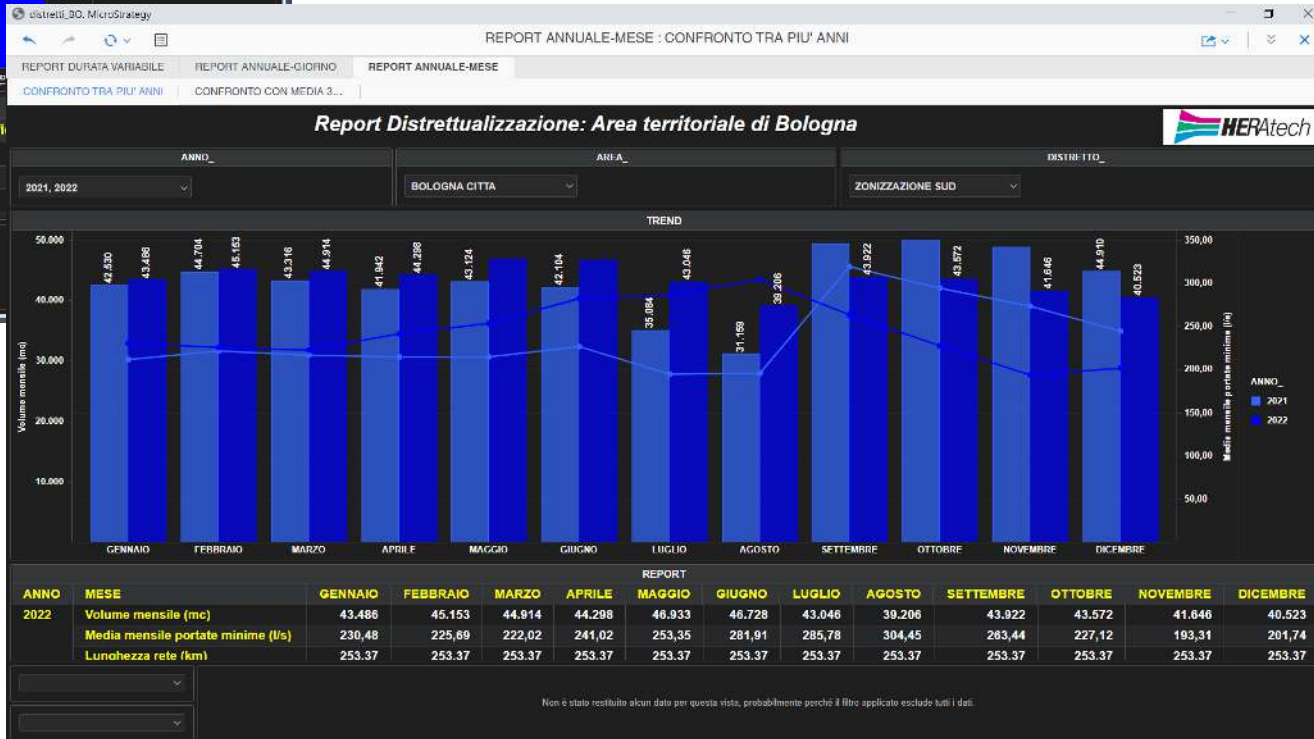 distretti_BO. MicroStrategy
REPORT ANNUALE-MESE : CONFRONTO TRA PIU' ANNI
REPORT DURATA VARIABILE REPORT ANNUALE-GIORNO REPORT ANNUALE-MESE
CONFRONTO TRA PIU' ANNI CONFRONTO CON MEDIA 3...
Report Distrettualizzazione: Area territoriale di Bologna
HERAtech
ANNO_ AREA_ DISTRETTO_
2021, 2022 BOLOGNA CITTA ZONIZZAZIONE SUD
TREND
Volume mensile (mc)
50.000
40.000
30.000
20.000
10.000
42.530 43.486 44.704 45.153 43.316 44.914 41.942 44.298 43.124 42.104 35.084 43.046 31.159 39.206 43.922 43.572 41.646 44.910 40.523
350,00
300,00
250,00
200,00
150,00
100,00
50,00
Media mensile portate minime (l/s)
ANNO_
2021
2022
GENNAIO FEBBRAIO MARZO APRILE MAGGIO GIUGNO LUGLIO AGOSTO SETTEMBRE OTTOBRE NOVEMBRE DICEMBRE
REPORT
ANNO MESE GENNAIO FEBBRAIO MARZO APRILE MAGGIO GIUGNO LUGLIO AGOSTO SETTEMBRE OTTOBRE NOVEMBRE DICEMBRE
2022 Volume mensile (mc) 43.486 45.153 44.914 44.298 46.933 46.728 43.046 39.206 43.922 43.572 41.646 40.523
Media mensile portate minime (l/s) 230,48 225,69 222,02 241,02 253,35 281,91 285,78 304,45 263,44 227,12 193,31 201,74
Lunghezza rete (km) 253.37 253.37 253.37 253.37 253.37 253.37 253.37 253.37 253.37 253.37 253.37 253.37
Non è stato restituito alcun dato per questa vista, probabilmente perché il filtro applicato esclude tutti i dati.